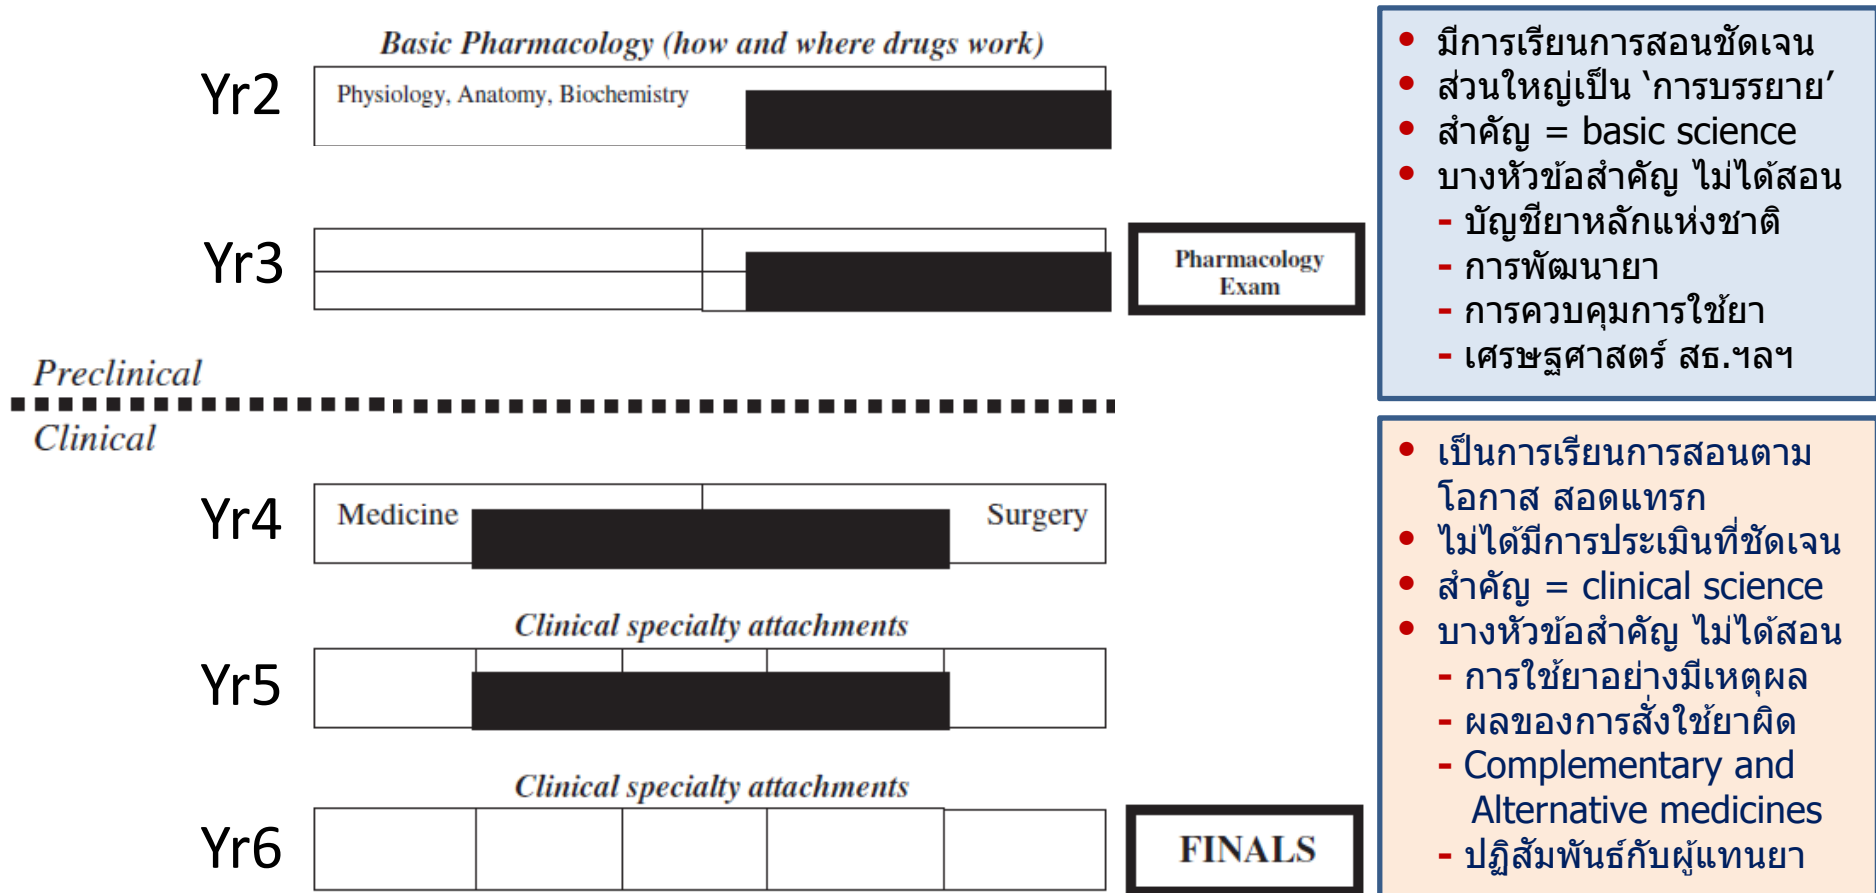 Basic Pharmacology (how and where drugs work)
Yr2
Physiology, Anatomy, Biochemistry
Yr3
Pharmacology
Exam
Preclinical
Clinical
Yr4
Medicine
Surgery
Clinical specialty attachments
Yr5
Clinical specialty attachments
Yr6
FINALS
• มีการเรียนการสอนชัดเจน
• ส่วนใหญ่เป็น ‘การบรรยาย’
• สำคัญ = basic science
• บางหัวข้อสำคัญ ไม่ได้สอน
- บัญชียาหลักแห่งชาติ
- การพัฒนายา
- การควบคุมการใช้ยา
- เศรษฐศาสตร์ สธ.ฯลฯ
• เป็นการเรียนการสอนตาม
โอกาส สอดแทรก
• ไม่ได้มีการประเมินที่ชัดเจน
• สำคัญ = clinical science
• บางหัวข้อสำคัญ ไม่ได้สอน
- การใช้ยาอย่างมีเหตุผล
- ผลของการสั่งใช้ยาผิด
- Complementary and
Alternative medicines
- ปฏิสัมพันธ์กับผู้แทนยา